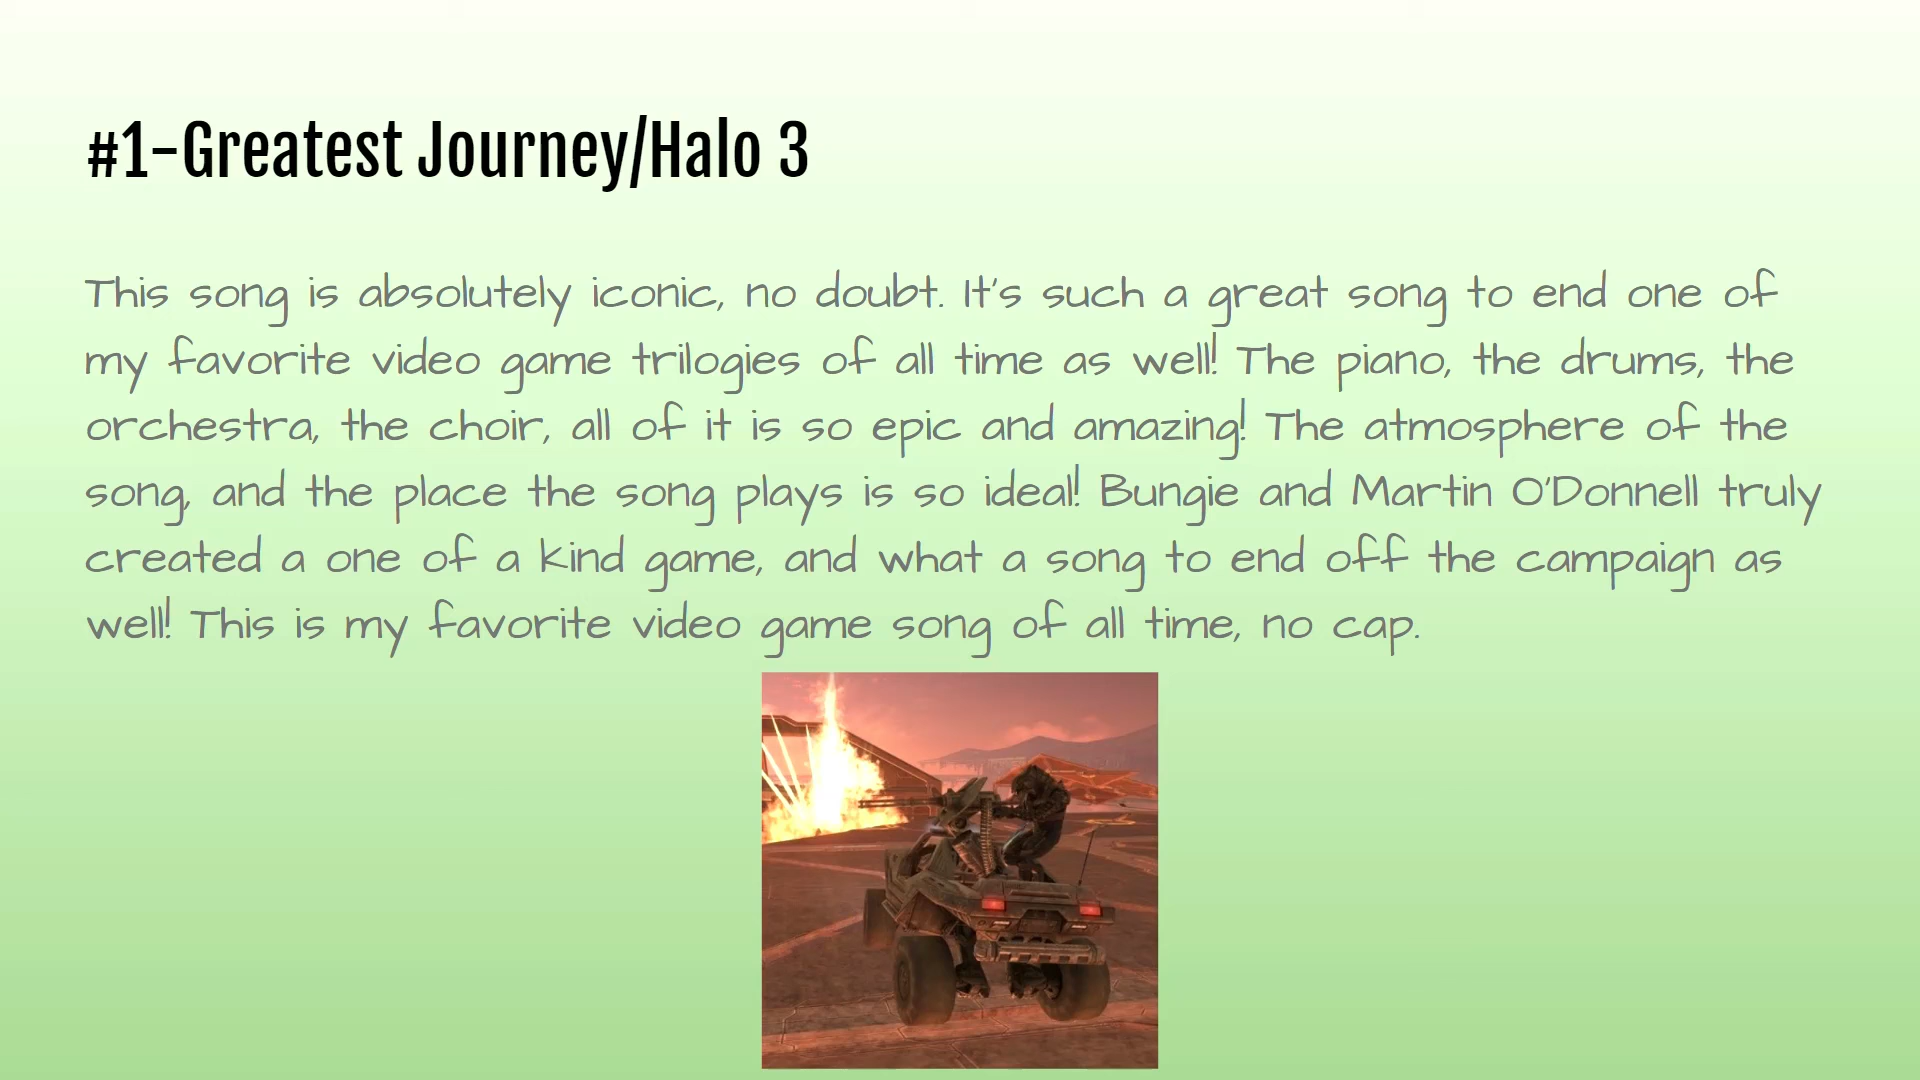 #1-Greatest Journey/Halo 3
This song is absolutely iconic, no doubt. It's such a great song to end one of
my favorite video game trilogies of all time as well! The piano, the drums, the
orchestra, the choir, all of it is so epic and amazing! The atmosphere of the
song, and the place the song plays is so ideal! Bungie and Martin O'Donnell truly
created a one of a kind game, and what a song to end off the campaign as
well! This is my favorite video game song of all time, no cap.